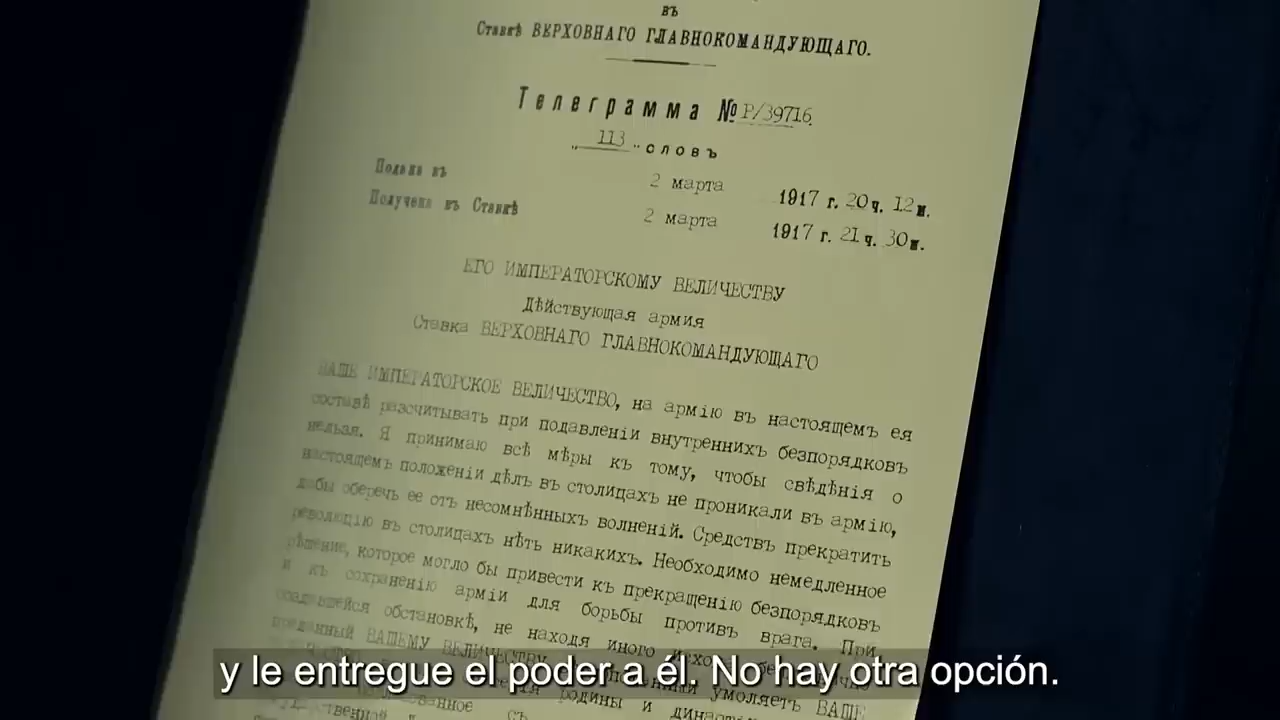 въ
Ставкѣ ВЕРХОВНАГО ГЛАВНОКОМАНДУЮЩАГО.
Телеграмма № Р/39716.
„ 113 „ словъ
Подана въ 2 марта 1917 г. 20 ч. 12 м.
Получена въ Ставкѣ 2 марта 1917 г. 21 ч. 30 м.
ЕГО ИМПЕРАТОРСКОМУ ВЕЛИЧЕСТВУ
Дѣйствующая армия
Ставка ВЕРХОВНАГО ГЛАВНОКОМАНДУЮЩАГО
ВАШЕ ИМПЕРАТОРСКОЕ ВЕЛИЧЕСТВО, на армію въ настоящемъ ея
составѣ разсчитывать при подавленіи внутреннихъ безпорядковъ
нельзя. Я принимаю всѣ мѣры къ тому, чтобы свѣдѣнія о
настоящемъ положеніи дѣлъ въ столицахъ не проникали въ армію,
дабы оберечь ее отъ несомнѣнныхъ волненій. Средствъ прекратить
революцію въ столицахъ нѣтъ никакихъ. Необходимо немедленное
рѣшение, которое могло бы привести къ прекращенію безпорядковъ
и къ сохраненію арміи для борьбы противъ врага. При
создавшейся обстановкѣ, не находя иного
преданный ВАШЕМУ умоляетъ ВАШЕ
родины и
съ
y le entregue el poder a él. No hay otra opción.